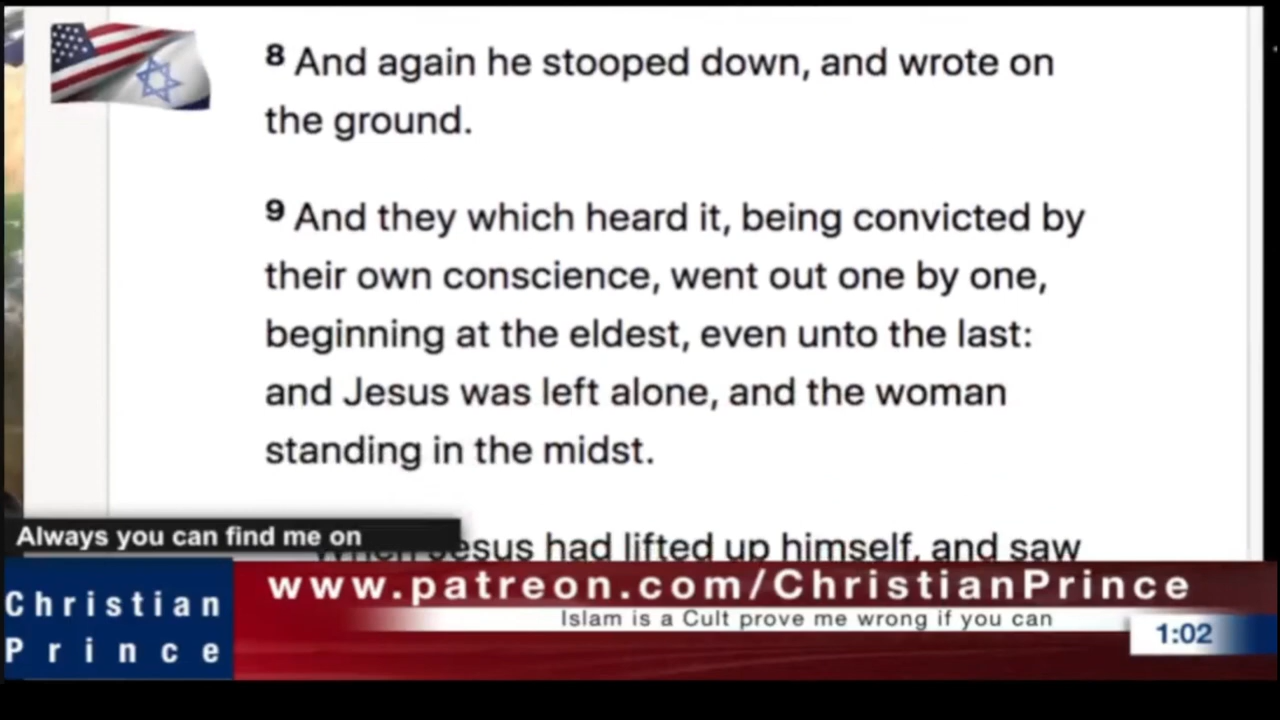 8 And again he stooped down, and wrote on
the ground.
9 And they which heard it, being convicted by
their own conscience, went out one by one,
beginning at the eldest, even unto the last:
and Jesus was left alone, and the woman
standing in the midst.
Always you can find me on
When Jesus had lifted up himself, and saw
Christian
Prince
www.patreon.com/ChristianPrince
Islam is a Cult prove me wrong if you can
1:02